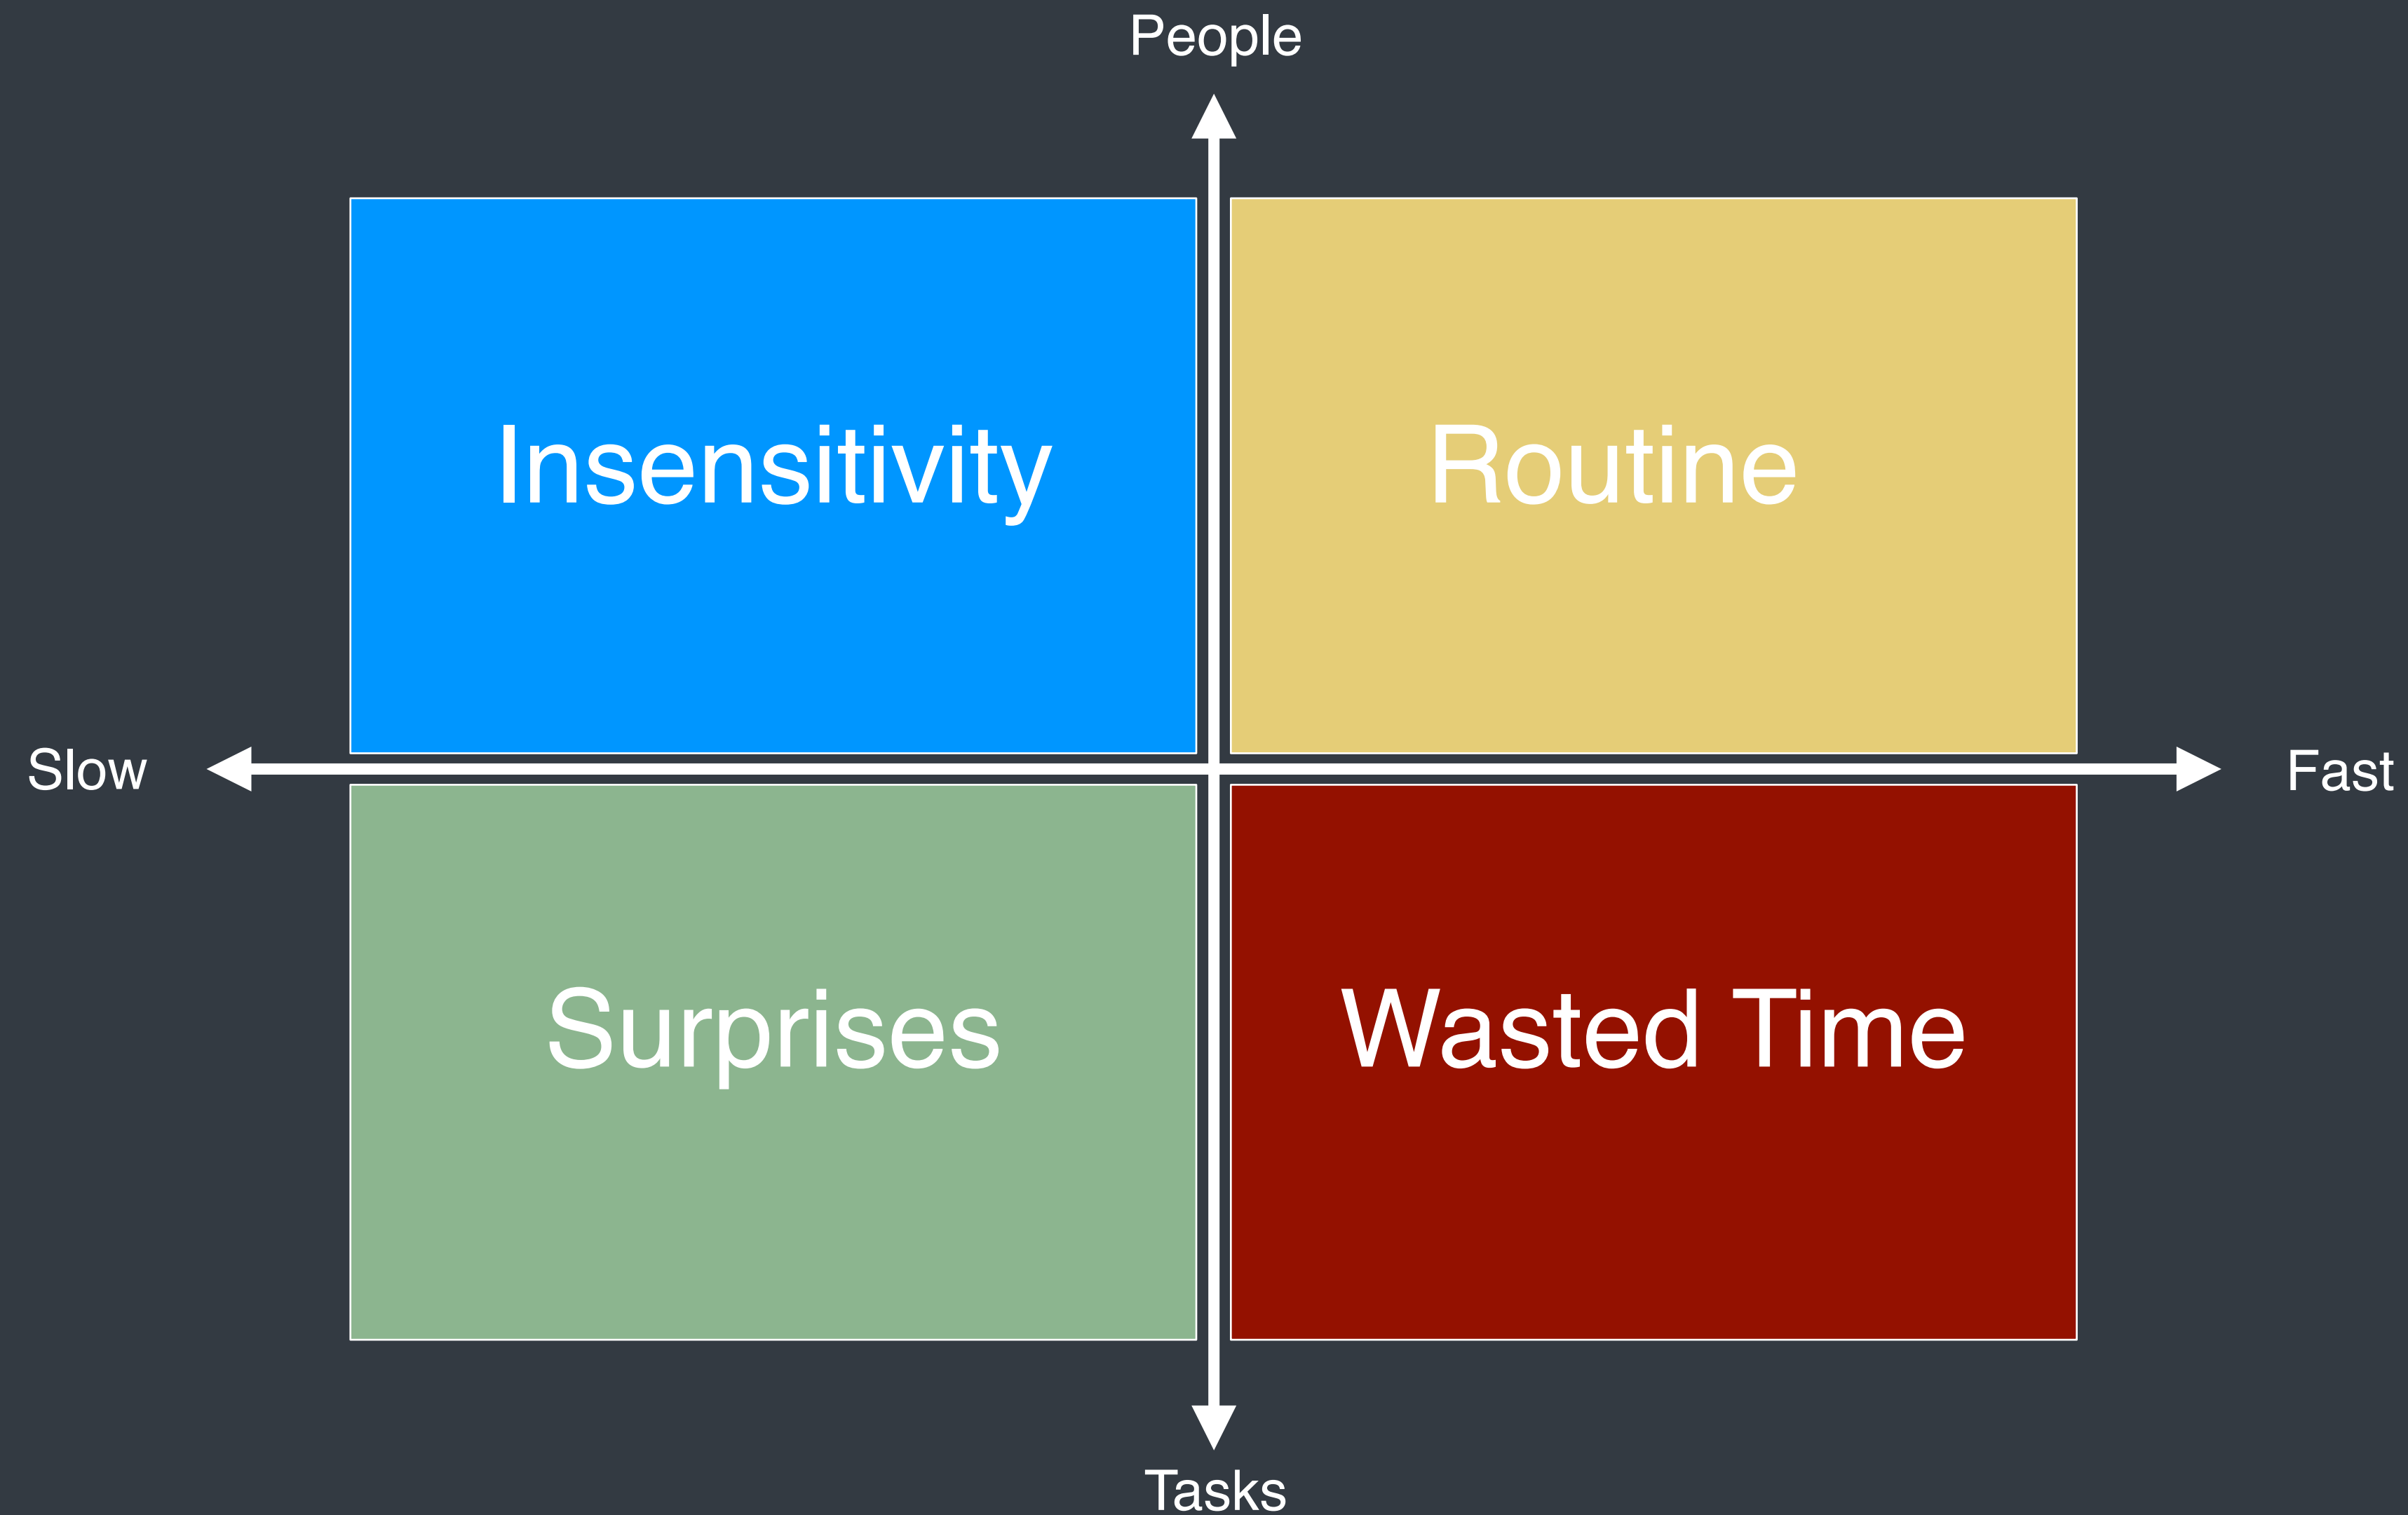 People
Insensitivity
Routine
Slow
Fast
Surprises
Wasted Time
Tasks